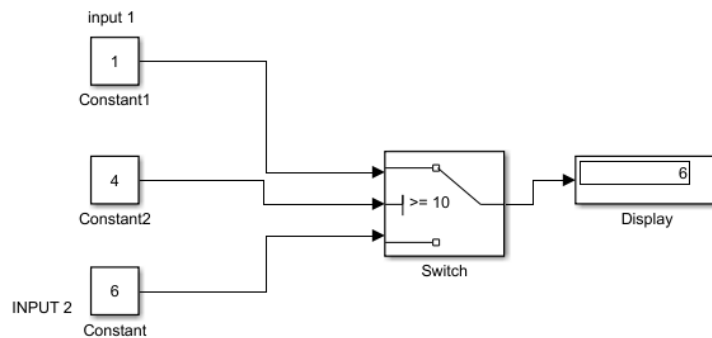 input 1
1
Constant1
4
Constant2
>= 10
6
Display
Switch
6
INPUT 2
Constant